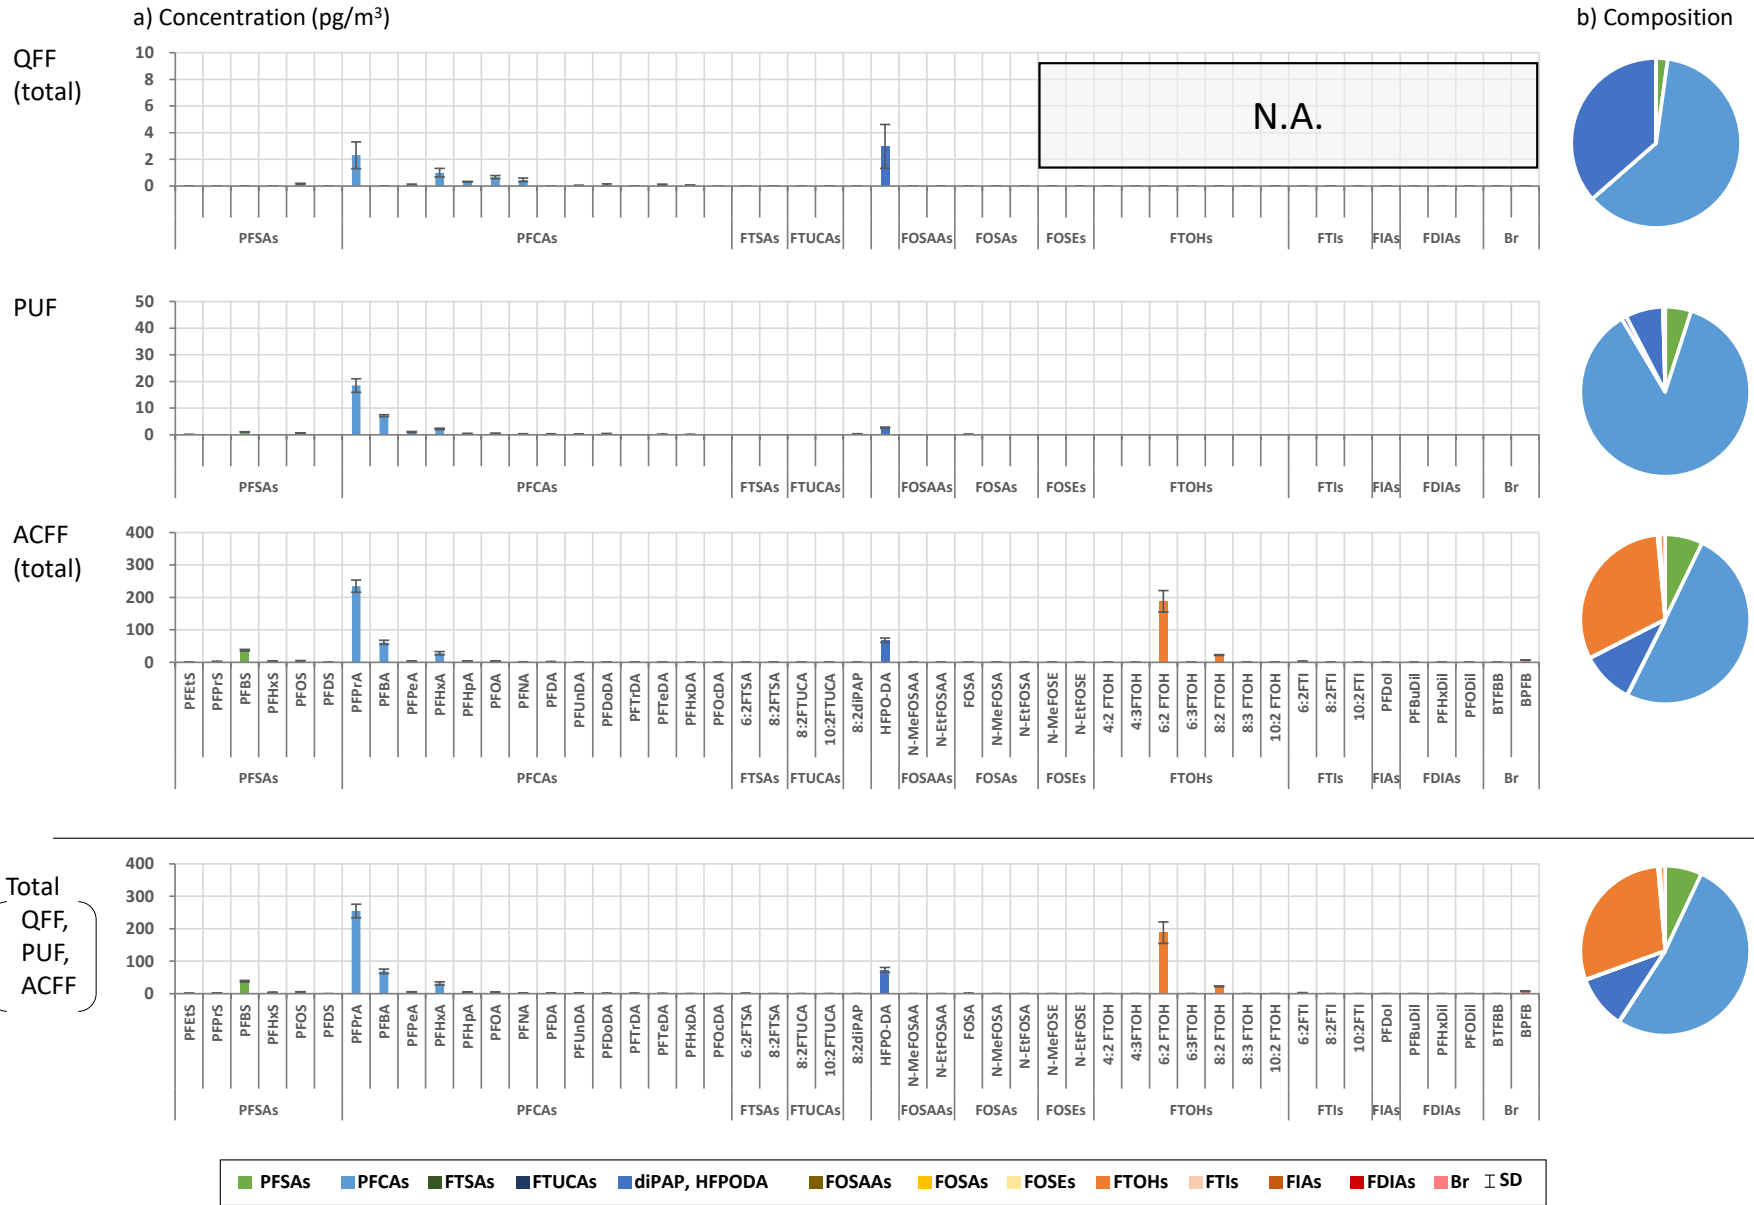 a) Concentration (pg/m³)
b) Composition
QFF
(total)
10
8
6
4
2
0
N.A.
PFSAs PFCAs FTSAs FTUCAs FOSAAs FOSAs FOSEs FTOHs FTIs FIAs FDIAs Br
PUF
50
40
30
20
10
0
PFSAs PFCAs FTSAs FTUCAs FOSAAs FOSAs FOSEs FTOHs FTIs FIAs FDIAs Br
ACFF
(total)
400
300
200
100
0
PFEtS PFPrS PFBS PFHxS PFOS PFDS PFPrA PFBA PFPeA PFHxA PFHpA PFOA PFNA PFDA PFUnDA PFDoDA PFTrDA PFTeDA PFHxDA PFOcDA 6:2FTSA 8:2FTSA 8:2FTUCA 10:2FTUCA 8:2diPAP HFPO-DA N-MeFOSAA N-EtFOSAA FOSA N-MeFOSA N-EtFOSA N-MeFOSE N-EtFOSE 4:2 FTOH 4:3FTOH 6:2 FTOH 6:3FTOH 8:2 FTOH 8:3 FTOH 10:2 FTOH 6:2FTI 8:2FTI 10:2FTI PFDoI PFBuDiI PFHxDiI PFODiI BTFBB BPFB
PFSAs PFCAs FTSAs FTUCAs FOSAAs FOSAs FOSEs FTOHs FTIs FIAs FDIAs Br
Total
QFF,
PUF,
ACFF
400
300
200
100
0
PFEtS PFPrS PFBS PFHxS PFOS PFDS PFPrA PFBA PFPeA PFHxA PFHpA PFOA PFNA PFDA PFUnDA PFDoDA PFTrDA PFTeDA PFHxDA PFOcDA 6:2FTSA 8:2FTSA 8:2FTUCA 10:2FTUCA 8:2diPAP HFPO-DA N-MeFOSAA N-EtFOSAA FOSA N-MeFOSA N-EtFOSA N-MeFOSE N-EtFOSE 4:2 FTOH 4:3FTOH 6:2 FTOH 6:3FTOH 8:2 FTOH 8:3 FTOH 10:2 FTOH 6:2FTI 8:2FTI 10:2FTI PFDoI PFBuDiI PFHxDiI PFODiI BTFBB BPFB
PFSAs PFCAs FTSAs FTUCAs FOSAAs FOSAs FOSEs FTOHs FTIs FIAs FDIAs Br
PFSAs PFCAs FTSAs FTUCAs diPAP, HFPODA FOSAAs FOSAs FOSEs FTOHs FTIs FIAs FDIAs Br SD